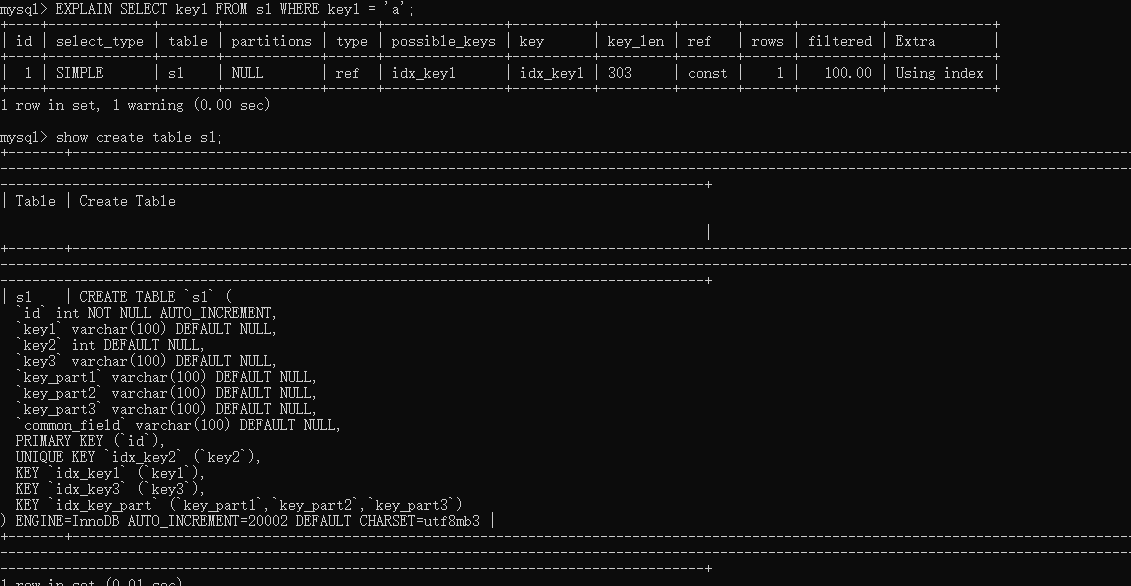 mysql> EXPLAIN SELECT key1 FROM s1 WHERE key1 = 'a';
+----+-------------+-------+------------+------+---------------+----------+---------+-------+------+----------+-------------+
| id | select_type | table | partitions | type | possible_keys | key | key_len | ref | rows | filtered | Extra |
| 1 | SIMPLE | s1 | NULL | ref | idx_key1 | idx_key1 | 303 | const | 1 | 100.00 | Using index |
1 row in set, 1 warning (0.00 sec)
mysql> show create table s1;
| Table | Create Table
|
| s1 | CREATE TABLE `s1` (
`id` int NOT NULL AUTO_INCREMENT,
`key1` varchar(100) DEFAULT NULL,
`key2` int DEFAULT NULL,
`key3` varchar(100) DEFAULT NULL,
`key_part1` varchar(100) DEFAULT NULL,
`key_part2` varchar(100) DEFAULT NULL,
`key_part3` varchar(100) DEFAULT NULL,
`common_field` varchar(100) DEFAULT NULL,
PRIMARY KEY (`id`),
UNIQUE KEY `idx_key2` (`key2`),
KEY `idx_key1` (`key1`),
KEY `idx_key3` (`key3`),
KEY `idx_key_part` (`key_part1`,`key_part2`,`key_part3`)
) ENGINE=InnoDB AUTO_INCREMENT=20002 DEFAULT CHARSET=utf8mb3 |
1 row in set (0.01 sec)